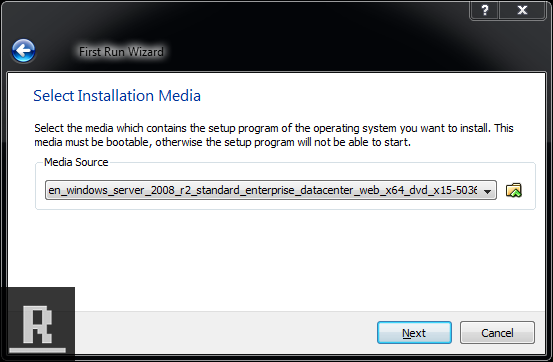 First Run Wizard
Select Installation Media
Select the media which contains the setup program of the operating system you want to install. This
media must be bootable, otherwise the setup program will not be able to start.
Media Source
en_windows_server_2008_r2_standard_enterprise_datacenter_web_x64_dvd_x15-5036
R
Next
Cancel